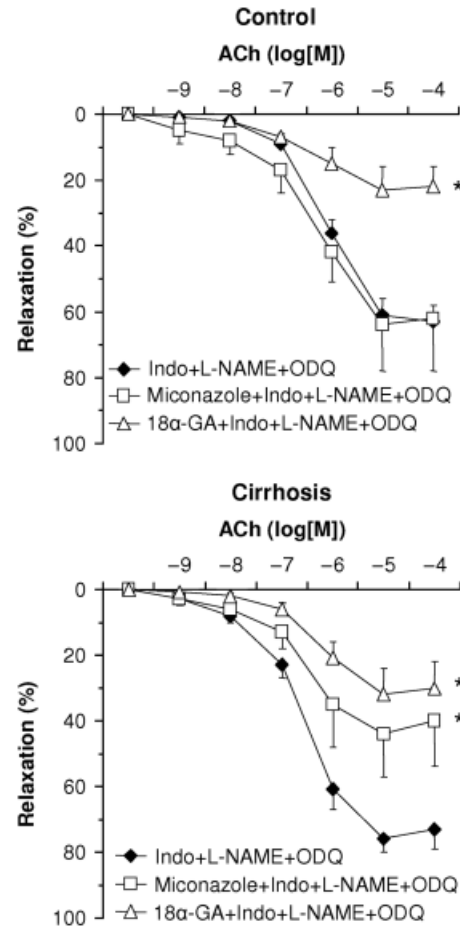 Control
ACh (log[M])
−9 −8 −7 −6 −5 −4
0
20
40
60
80
100
Relaxation (%)
*
Indo+L-NAME+ODQ
Miconazole+Indo+L-NAME+ODQ
18α-GA+Indo+L-NAME+ODQ
Cirrhosis
ACh (log[M])
−9 −8 −7 −6 −5 −4
0
20
40
60
80
100
Relaxation (%)
*
*
Indo+L-NAME+ODQ
Miconazole+Indo+L-NAME+ODQ
18α-GA+Indo+L-NAME+ODQ